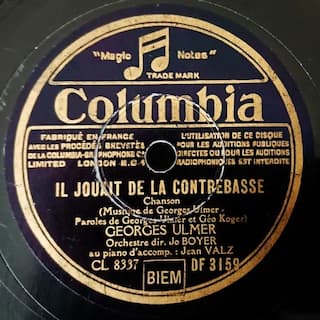 "Magic Notes"
TRADE MARK
Columbia
FABRIQUÉ EN FRANCE
AVEC LES PROCÉDÉS BREVETÉS
DE LA COLUMBIA-GRAPHOPHONE Cº
LIMITED LONDON E.C.1
L'UTILISATION DE CE DISQUE
POUR LES AUDITIONS PUBLIQUES
DIRECTES OU POUR LES AUDITIONS
RADIOPHONIQUES EST INTERDITE
IL JOUAIT DE LA CONTREBASSE
Chanson
(Musique de Georges Ulmer -
Paroles de Georges Ulmer et Géo Koger)
GEORGES ULMER
Orchestre dir. Jo BOYER
au piano d'accomp. : Jean VALZ
CL 8337
BIEM
DF 3159